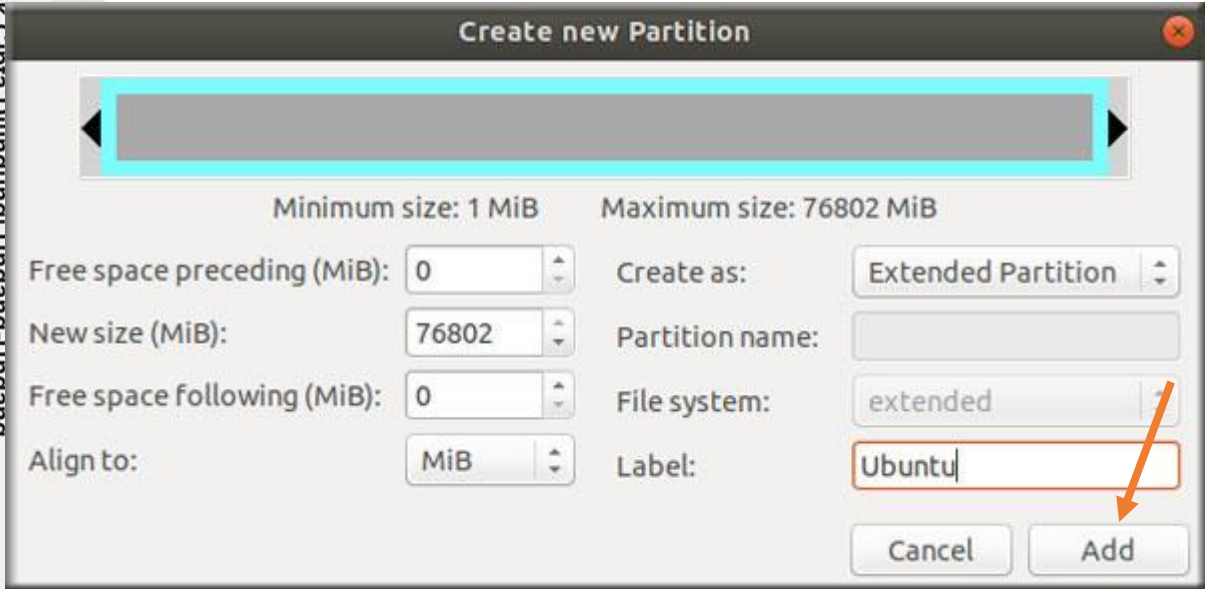 Create new Partition
Minimum size: 1 MiB Maximum size: 76802 MiB
Free space preceding (MiB): 0 Create as: Extended Partition
New size (MiB): 76802 Partition name:
Free space following (MiB): 0 File system: extended
Align to: MiB Label: Ubuntu
Cancel Add